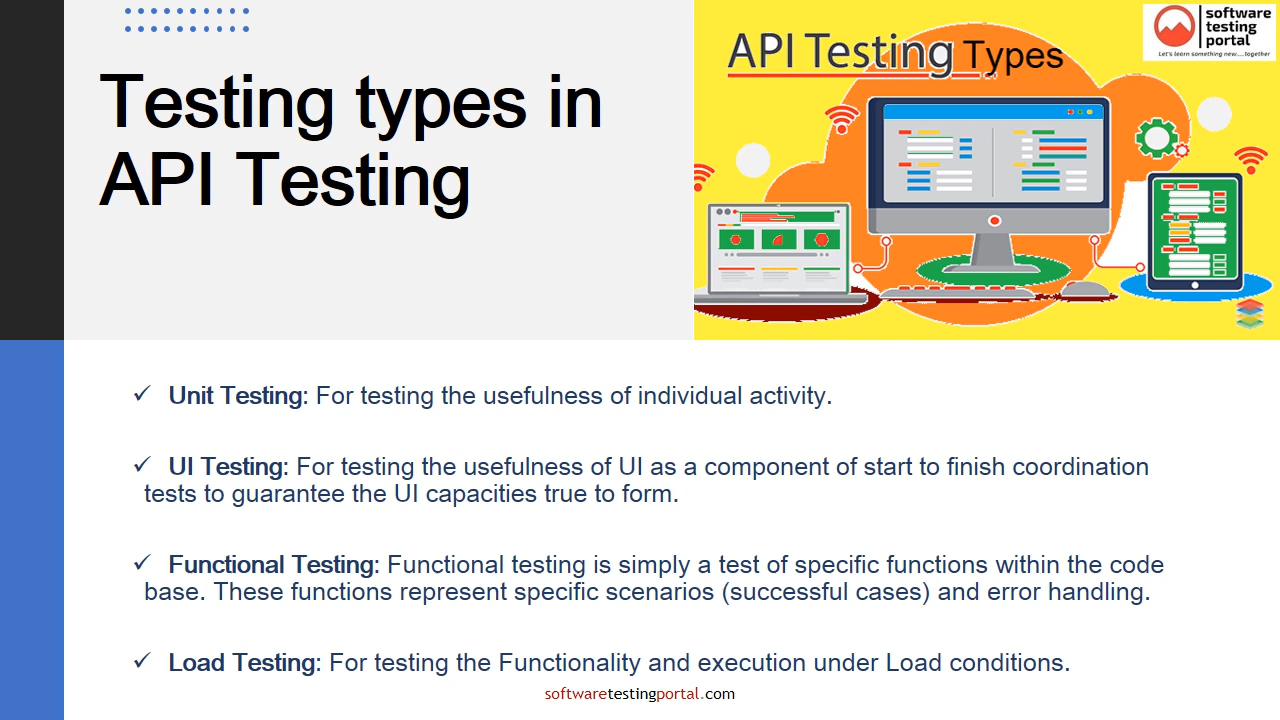 Testing types in
API Testing
API Testing Types
software
testing
portal
Let's learn something new....together
✓ Unit Testing: For testing the usefulness of individual activity.
✓ UI Testing: For testing the usefulness of UI as a component of start to finish coordination
tests to guarantee the UI capacities true to form.
✓ Functional Testing: Functional testing is simply a test of specific functions within the code
base. These functions represent specific scenarios (successful cases) and error handling.
✓ Load Testing: For testing the Functionality and execution under Load conditions.
softwaretestingportal.com